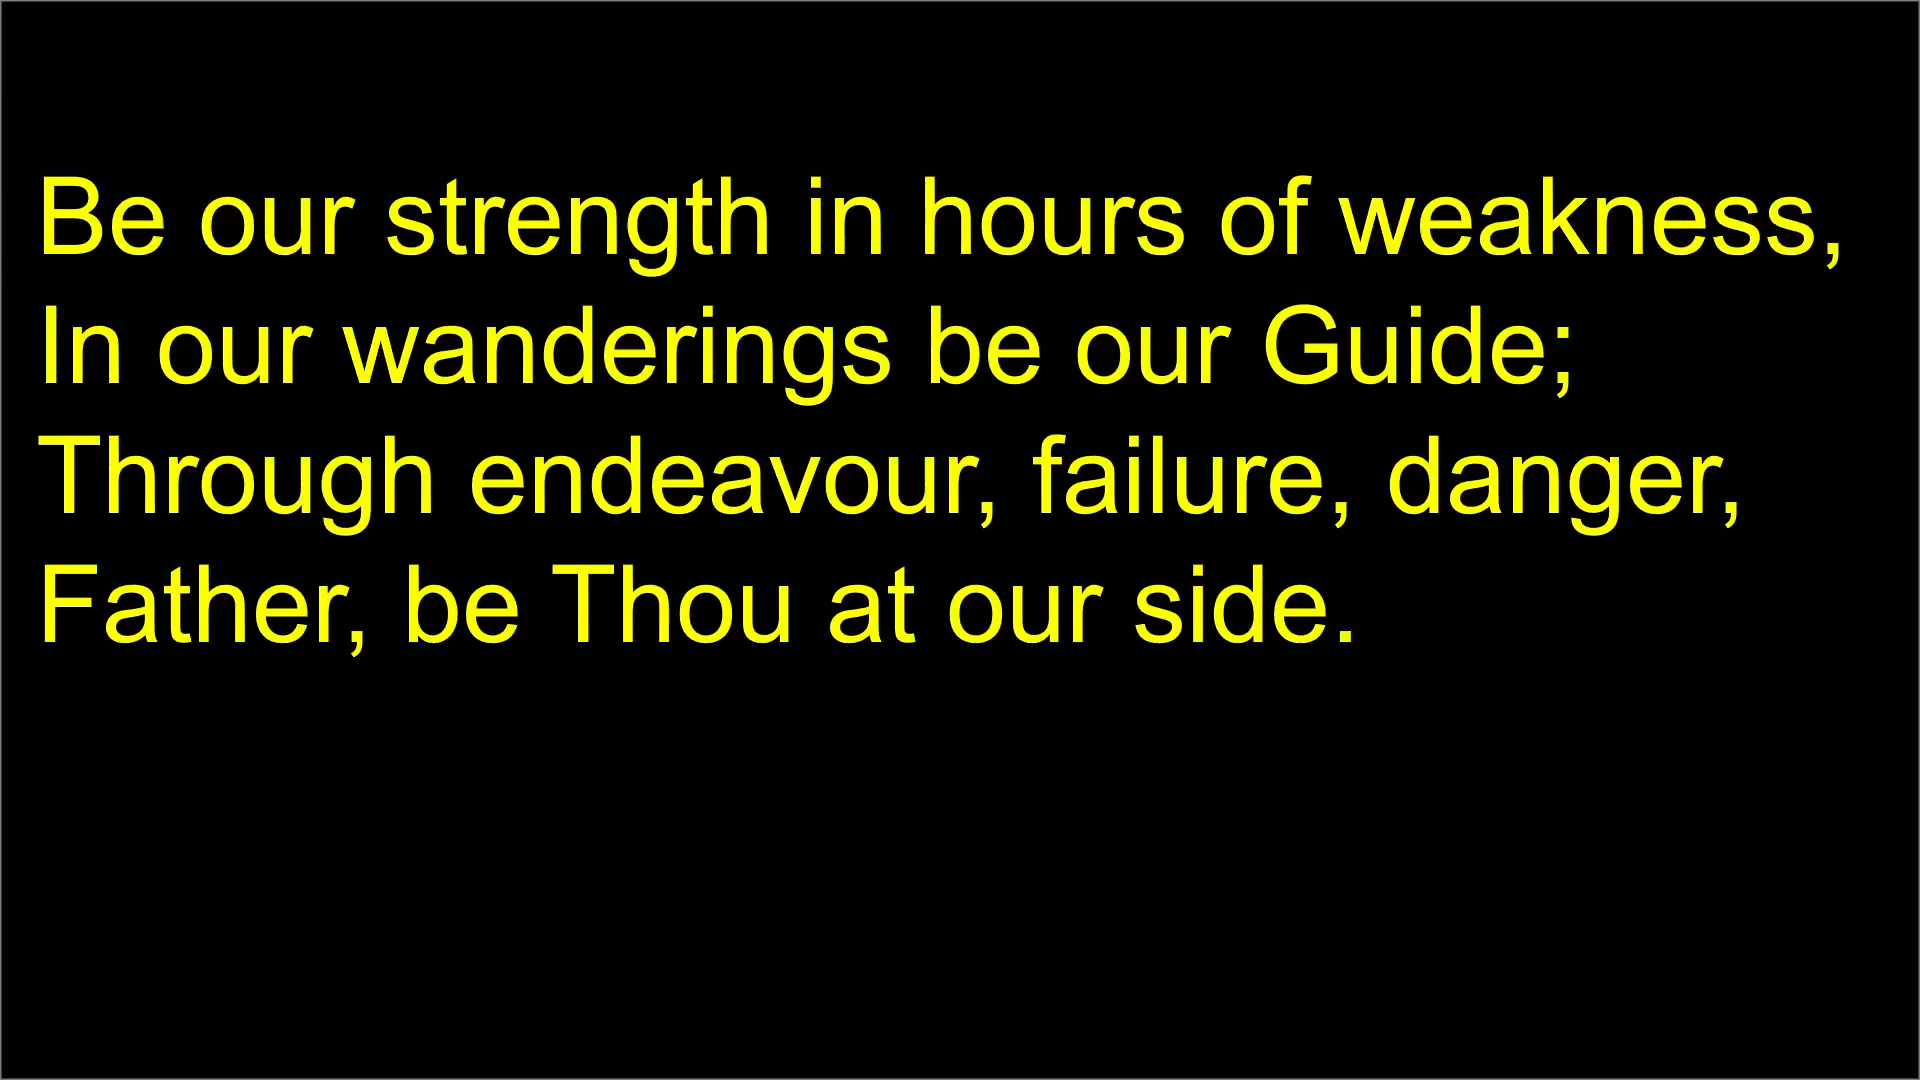 Be our strength in hours of weakness,
In our wanderings be our Guide;
Through endeavour, failure, danger,
Father, be Thou at our side.